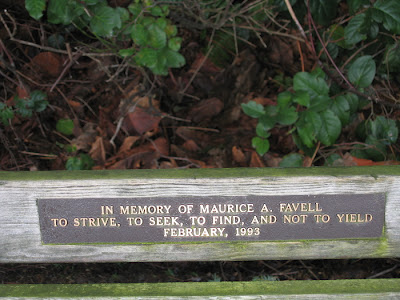 IN MEMORY OF MAURICE A. FAVELL
TO STRIVE, TO SEEK, TO FIND, AND NOT TO YIELD
FEBRUARY, 1993